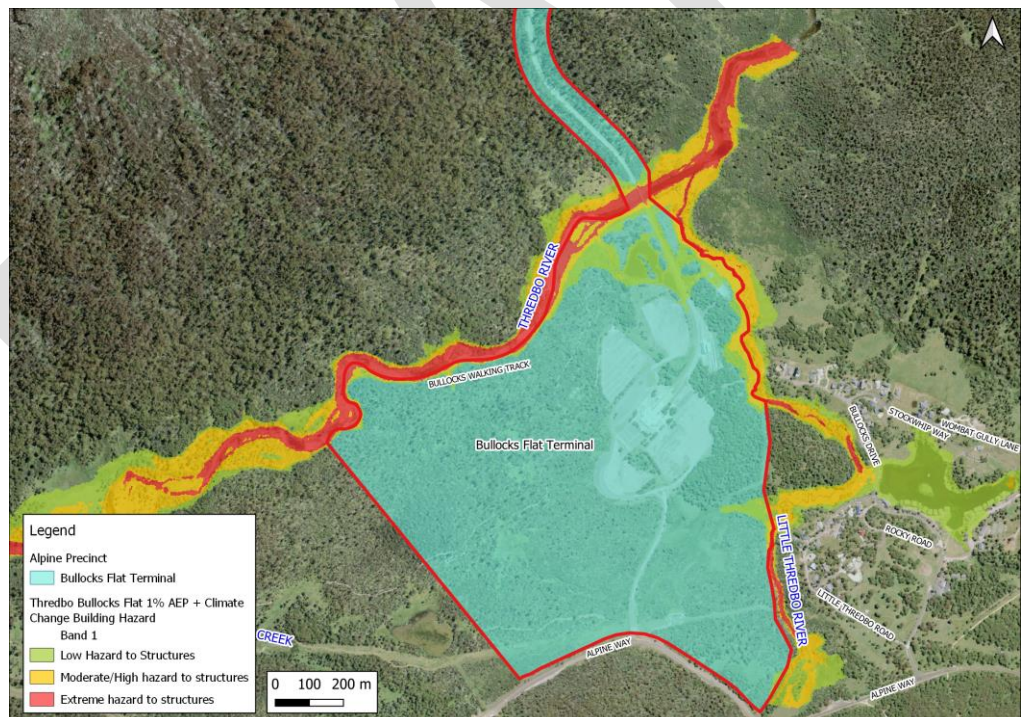 THREDBO RIVER
BULLOCKS WALKING TRACK
Bullocks Flat Terminal
BULLOCKS DRIVE
STOCKWHIP WAY
WOMBAT GULLY LANE
ROCKY ROAD
LITTLE THREDBO RIVER
LITTLE THREDBO ROAD
ALPINE WAY
ALPINE WAY
CREEK
Legend
Alpine Precinct
Bullocks Flat Terminal
Thredbo Bullocks Flat 1% AEP + Climate
Change Building Hazard
Band 1
Low Hazard to Structures
Moderate/High hazard to structures
Extreme hazard to structures
0 100 200 m